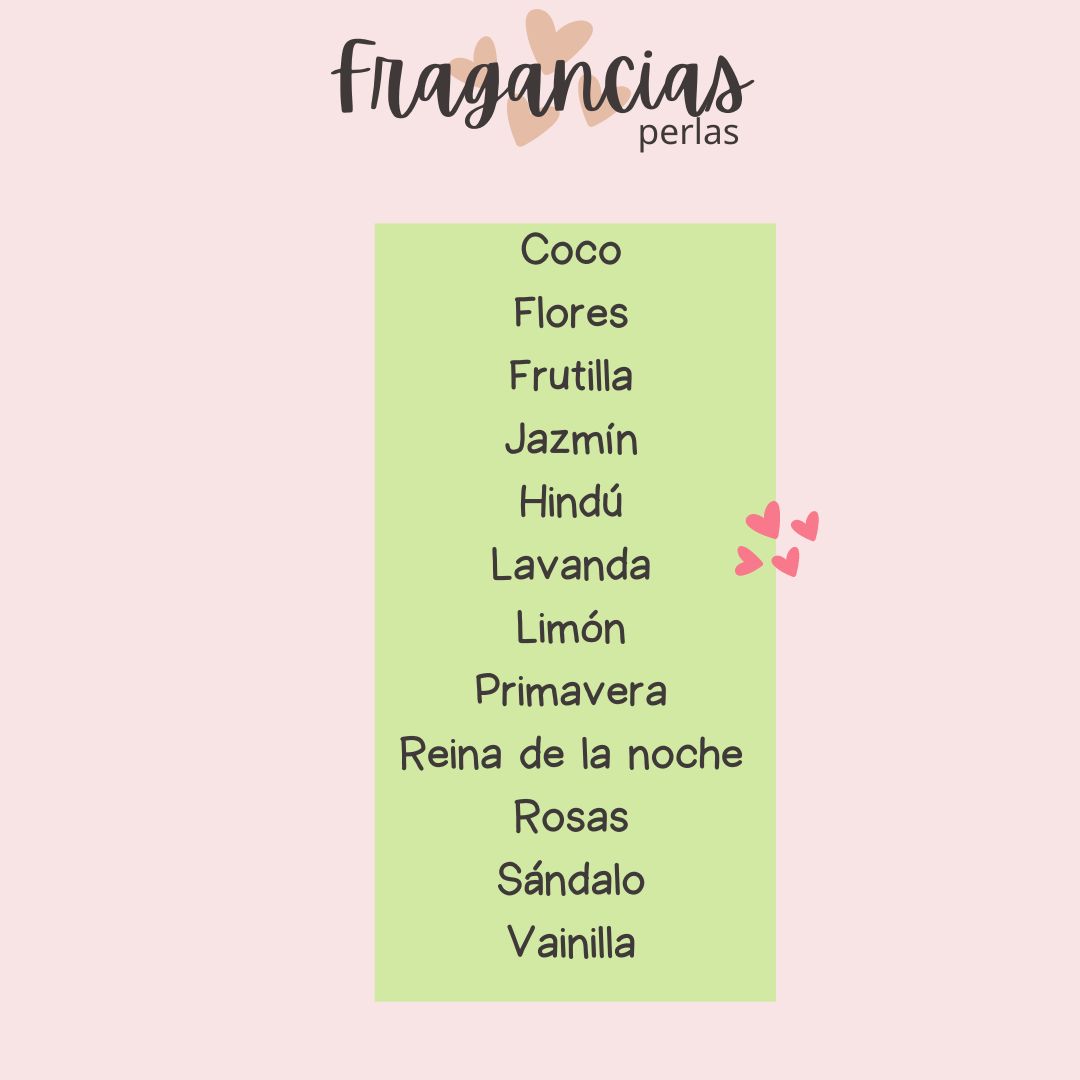 Fragancias
perlas
Coco
Flores
Frutilla
Jazmín
Hindú
Lavanda
Limón
Primavera
Reina de la noche
Rosas
Sándalo
Vainilla